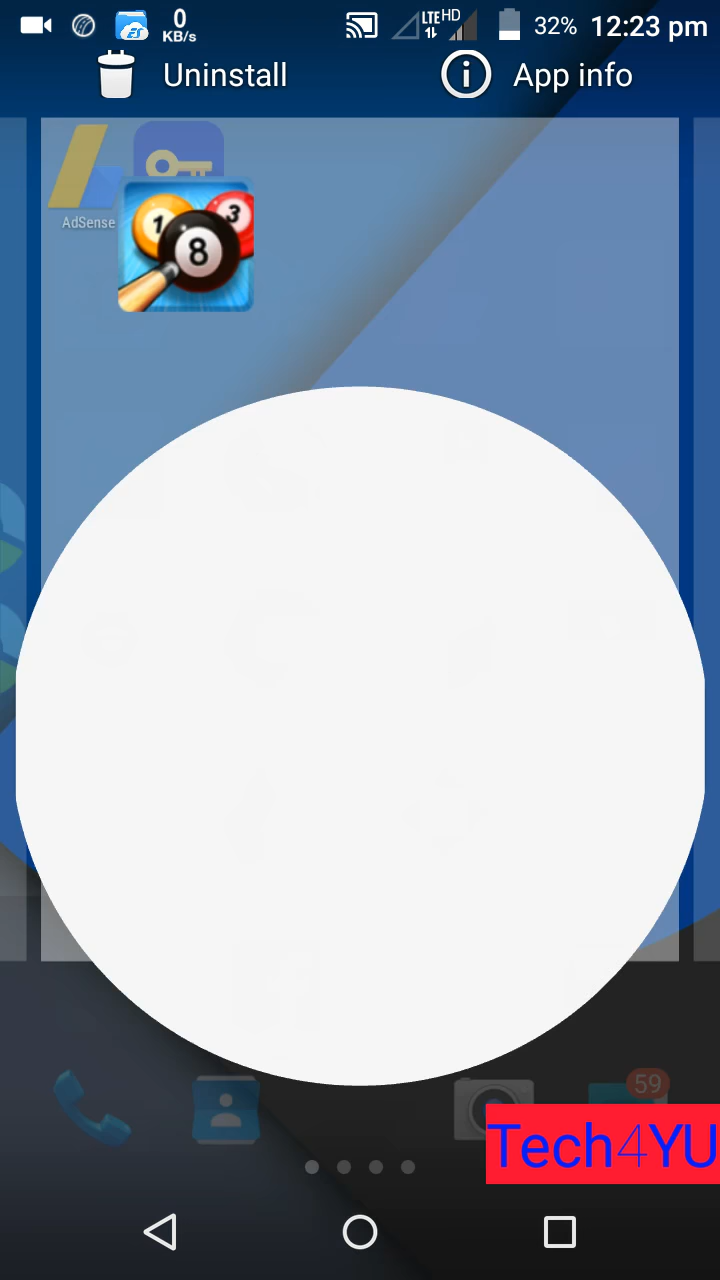 0 KB/s LTE HD 32% 12:23 pm
Uninstall App info
AdSense
1 3
8
59
Tech4YU